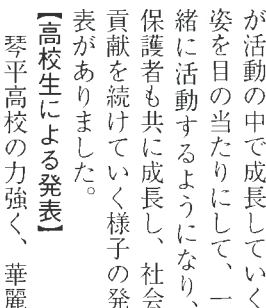 が活動の中で成長していく
姿を目の当たりにして、一
緒に活動するようになり、
保護者も共に成長し、社会
貢献を続けていく様子の発
表がありました。
【高校生による発表】
琴平高校の力強く、華麗